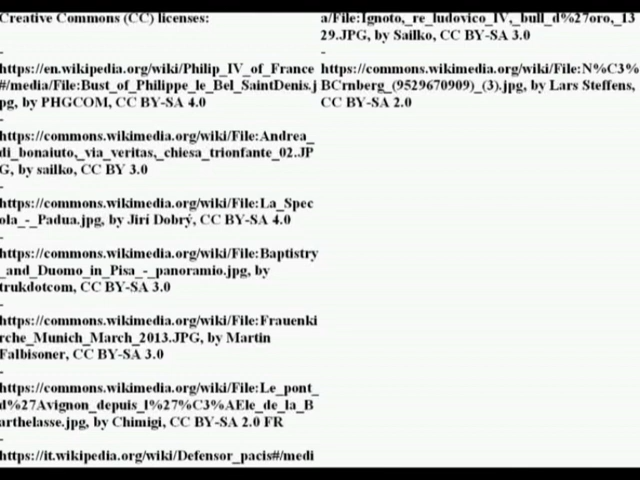 Creative Commons (CC) licenses:
-
https://en.wikipedia.org/wiki/Philip_IV_of_France
#/media/File:Bust_of_Philippe_le_Bel_SaintDenis.j
pg, by PHGCOM, CC BY-SA 4.0
-
https://commons.wikimedia.org/wiki/File:Andrea_
di_bonaiuto,_via_veritas,_chiesa_trionfante_02.JP
G, by sailko, CC BY 3.0
-
https://commons.wikimedia.org/wiki/File:La_Spec
ola_-_Padua.jpg, by Jiří Dobrý, CC BY-SA 4.0
-
https://commons.wikimedia.org/wiki/File:Baptistry
_and_Duomo_in_Pisa_-_panoramio.jpg, by
trukdotcom, CC BY-SA 3.0
-
https://commons.wikimedia.org/wiki/File:Frauenki
rche_Munich_March_2013.JPG, by Martin
Falbisoner, CC BY-SA 3.0
-
https://commons.wikimedia.org/wiki/File:Le_pont_
d%27Avignon_depuis_l%27%C3%AEle_de_la_B
arthelasse.jpg, by Chimigi, CC BY-SA 2.0 FR
-
https://it.wikipedia.org/wiki/Defensor_pacis#/medi
a/File:Ignoto,_re_ludovico_IV,_bull_d%27oro,_13
29.JPG, by Sailko, CC BY-SA 3.0
-
https://commons.wikimedia.org/wiki/File:N%C3%
BCrnberg_(9529670909)_(3).jpg, by Lars Steffens,
CC BY-SA 2.0